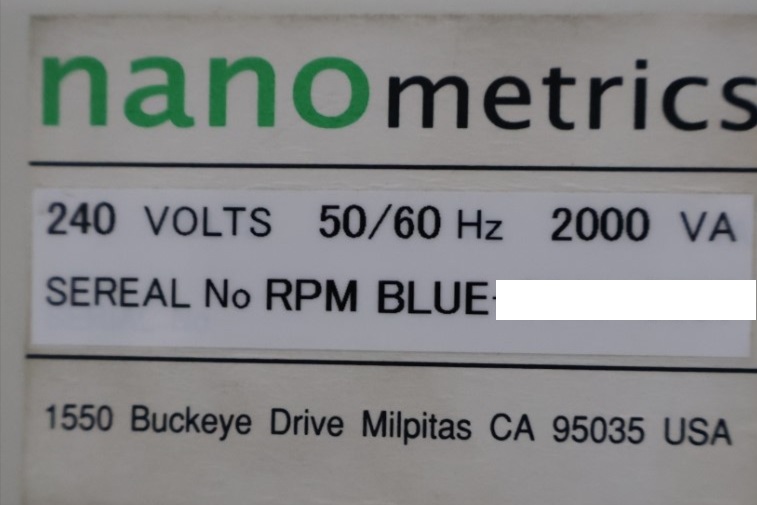 nanometrics
240 VOLTS 50/60 Hz 2000 VA
SEREAL No RPM BLUE-
1550 Buckeye Drive Milpitas CA 95035 USA